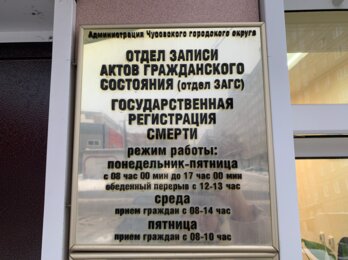 Администрация Чусовского городского округа
ОТДЕЛ ЗАПИСИ
АКТОВ ГРАЖДАНСКОГО
СОСТОЯНИЯ (отдел ЗАГС)
ГОСУДАРСТВЕННАЯ
РЕГИСТРАЦИЯ
СМЕРТИ
режим работы:
понедельник-пятница
с 08 час 00 мин до 17 час 00 мин
обеденный перерыв с 12-13 час
среда
прием граждан с 08-14 час
пятница
прием граждан с 08-10 час